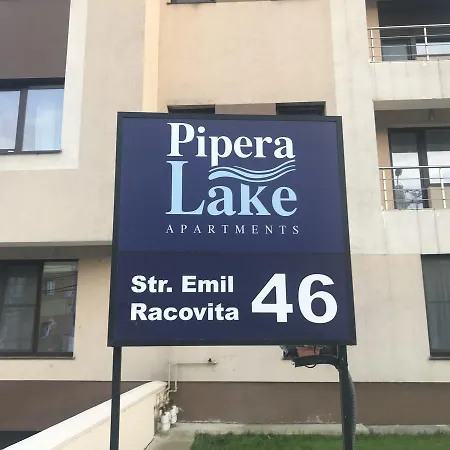 Pipera
Lake
APARTMENTS
Str. Emil
Racovita 46